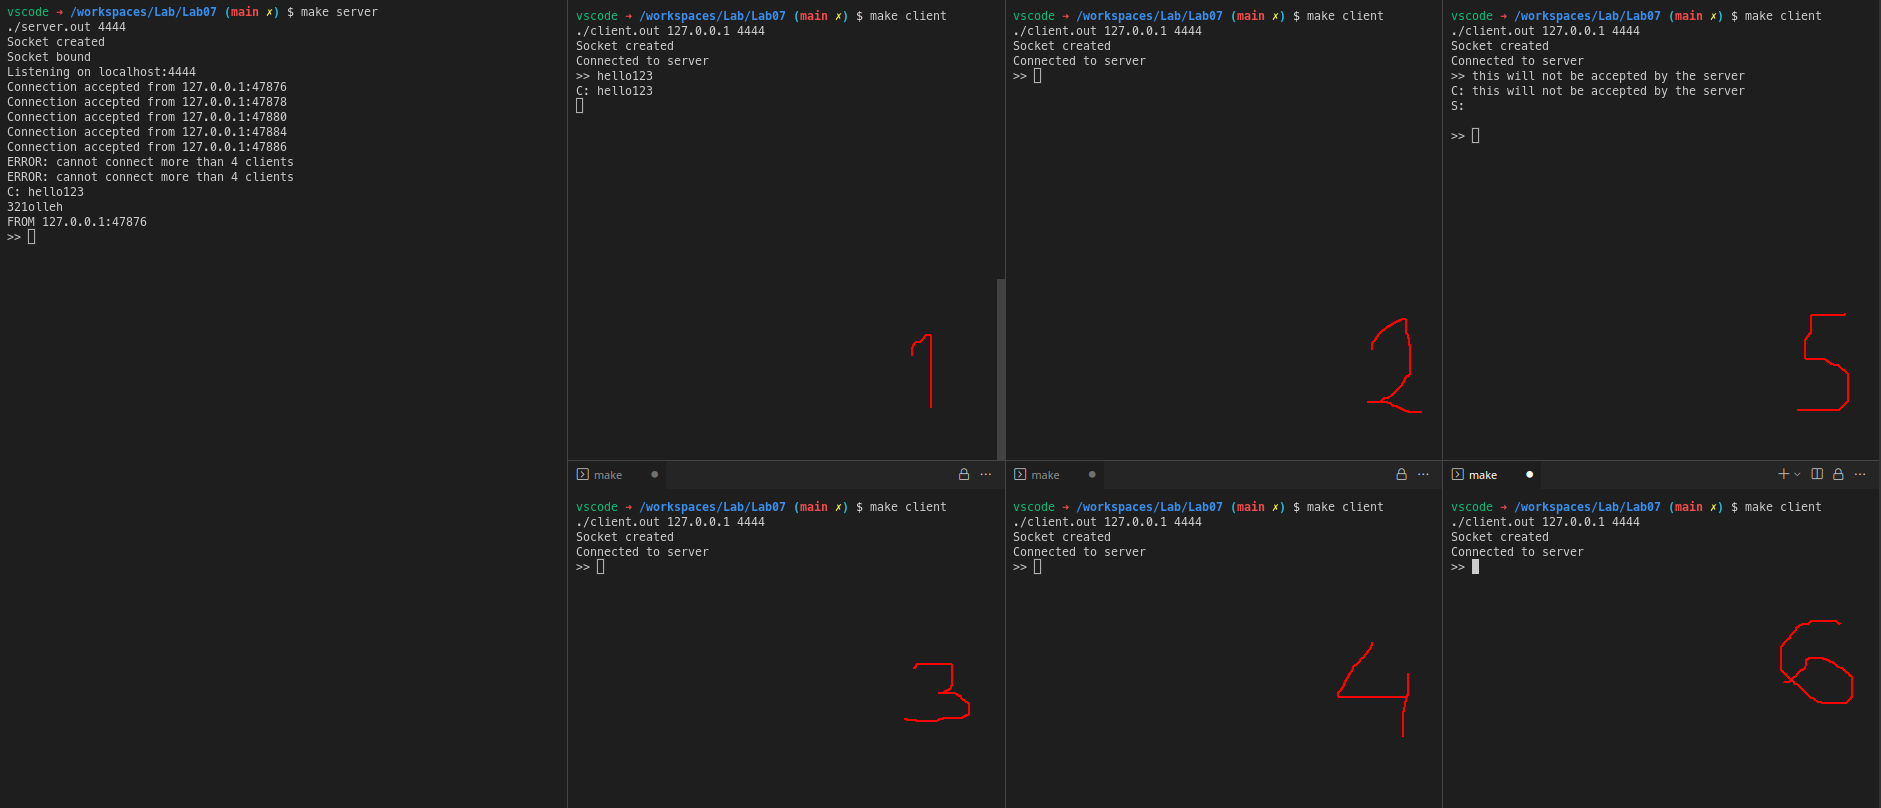 vscode → /workspaces/Lab/Lab07 (main ✗) $ make server
./server.out 4444
Socket created
Socket bound
Listening on localhost:4444
Connection accepted from 127.0.0.1:47876
Connection accepted from 127.0.0.1:47878
Connection accepted from 127.0.0.1:47880
Connection accepted from 127.0.0.1:47884
Connection accepted from 127.0.0.1:47886
ERROR: cannot connect more than 4 clients
ERROR: cannot connect more than 4 clients
C: hello123
321olleh
FROM 127.0.0.1:47876
>>
vscode → /workspaces/Lab/Lab07 (main ✗) $ make client
./client.out 127.0.0.1 4444
Socket created
Connected to server
>> hello123
C: hello123
1
vscode → /workspaces/Lab/Lab07 (main ✗) $ make client
./client.out 127.0.0.1 4444
Socket created
Connected to server
>>
2
vscode → /workspaces/Lab/Lab07 (main ✗) $ make client
./client.out 127.0.0.1 4444
Socket created
Connected to server
>> this will not be accepted by the server
C: this will not be accepted by the server
S:
>>
5
make
vscode → /workspaces/Lab/Lab07 (main ✗) $ make client
./client.out 127.0.0.1 4444
Socket created
Connected to server
>>
3
make
vscode → /workspaces/Lab/Lab07 (main ✗) $ make client
./client.out 127.0.0.1 4444
Socket created
Connected to server
>>
4
make
vscode → /workspaces/Lab/Lab07 (main ✗) $ make client
./client.out 127.0.0.1 4444
Socket created
Connected to server
>>
6